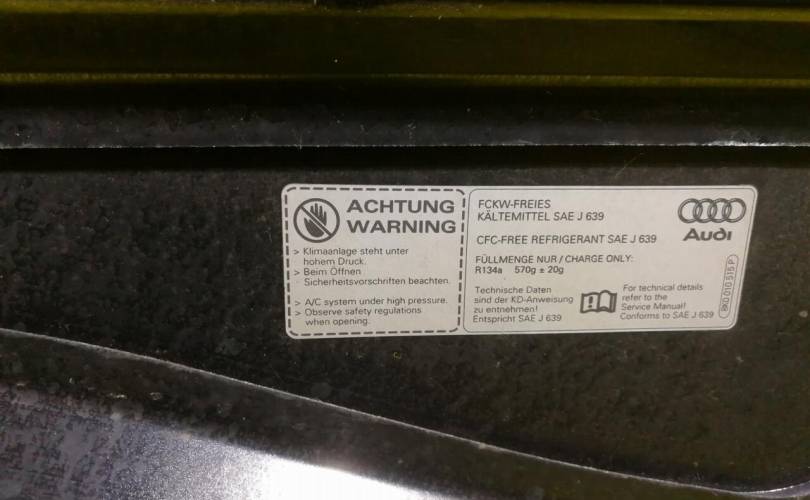 ACHTUNG
WARNING
> Klimaanlage steht unter
hohem Druck.
> Beim Öffnen
Sicherheitsvorschriften beachten.
> A/C system under high pressure.
> Observe safety regulations
when opening.
FCKW-FREIES
KÄLTEMITTEL SAE J 639
CFC-FREE REFRIGERANT SAE J 639
FÜLLMENGE NUR / CHARGE ONLY:
R134a 570g ± 20g
Technische Daten
sind der KD-Anweisung
zu entnehmen!
Entspricht SAE J 639
For technical details
refer to the
Service Manual!
Conforms to SAE J 639
Audi
8K0 010 515 P